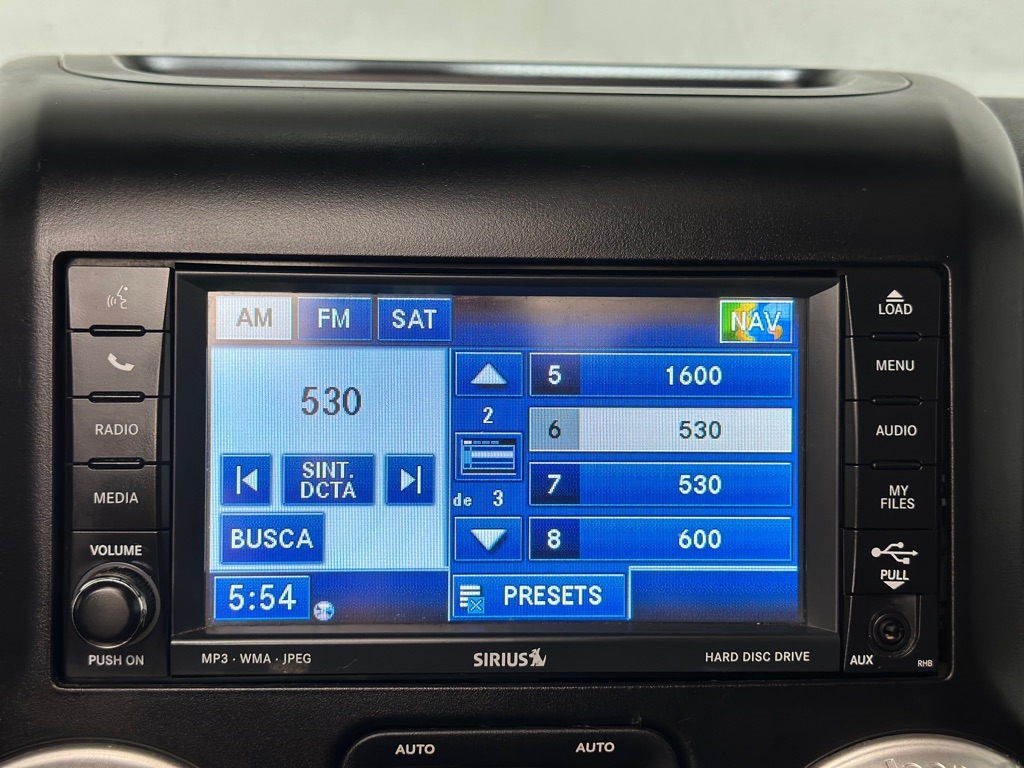 LOAD
MENU
RADIO
AUDIO
MEDIA
MY
FILES
VOLUME
PULL
PUSH ON
AUX
RHB
AM FM SAT NAV
530
5 1600
2
6 530
SINT.
DCTA
7 530
de 3
BUSCA
8 600
5:54
PRESETS
MP3 · WMA · JPEG
SIRIUS
HARD DISC DRIVE
AUTO AUTO
Jeep